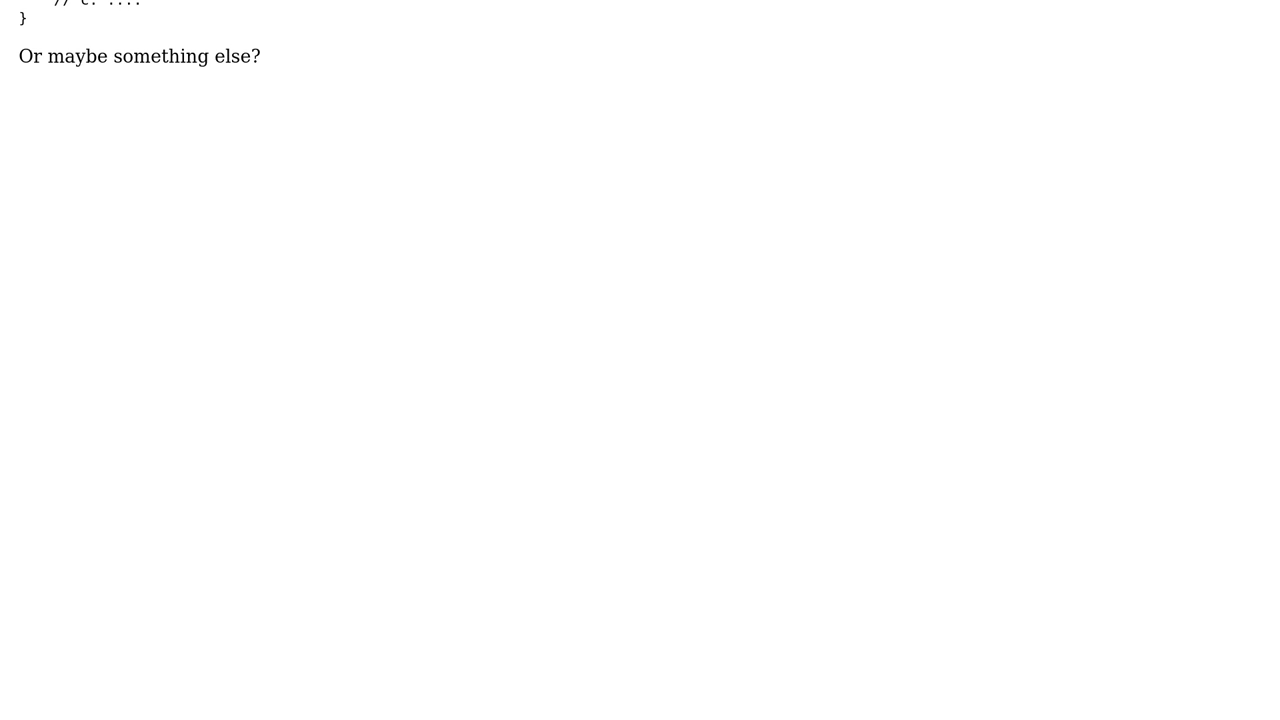 // c. ....
}
Or maybe something else?